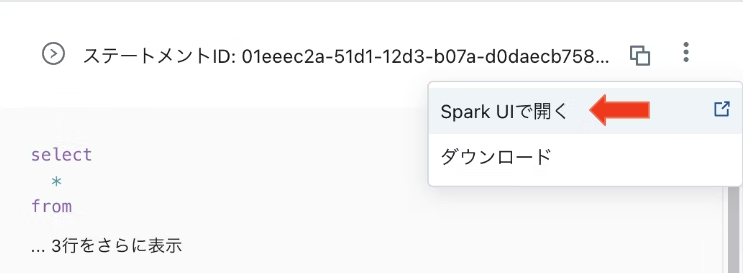 ステートメントID: 01eeec2a-51d1-12d3-b07a-d0daecb758...
Spark UIで開く
ダウンロード
select
*
from
... 3行をさらに表示